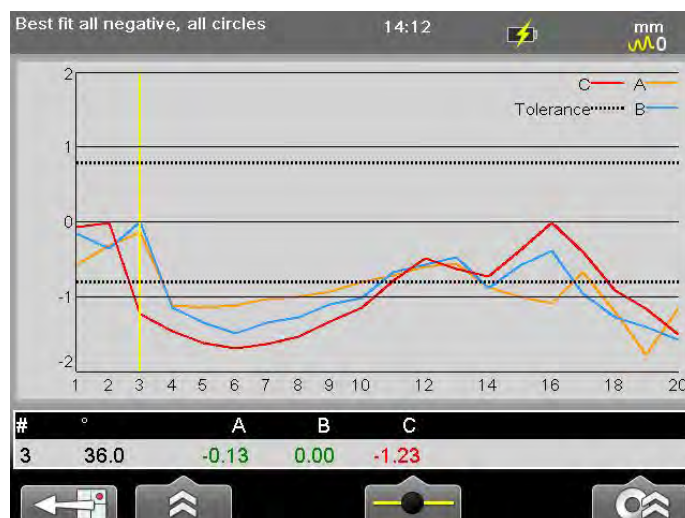 Best fit all negative, all circles 14:12 mm
0
2
C A
Tolerance B
1
0
-1
-2
1 2 3 4 5 6 7 8 9 10 12 14 16 18 20
# ° A B C
3 36.0 -0.13 0.00 -1.23